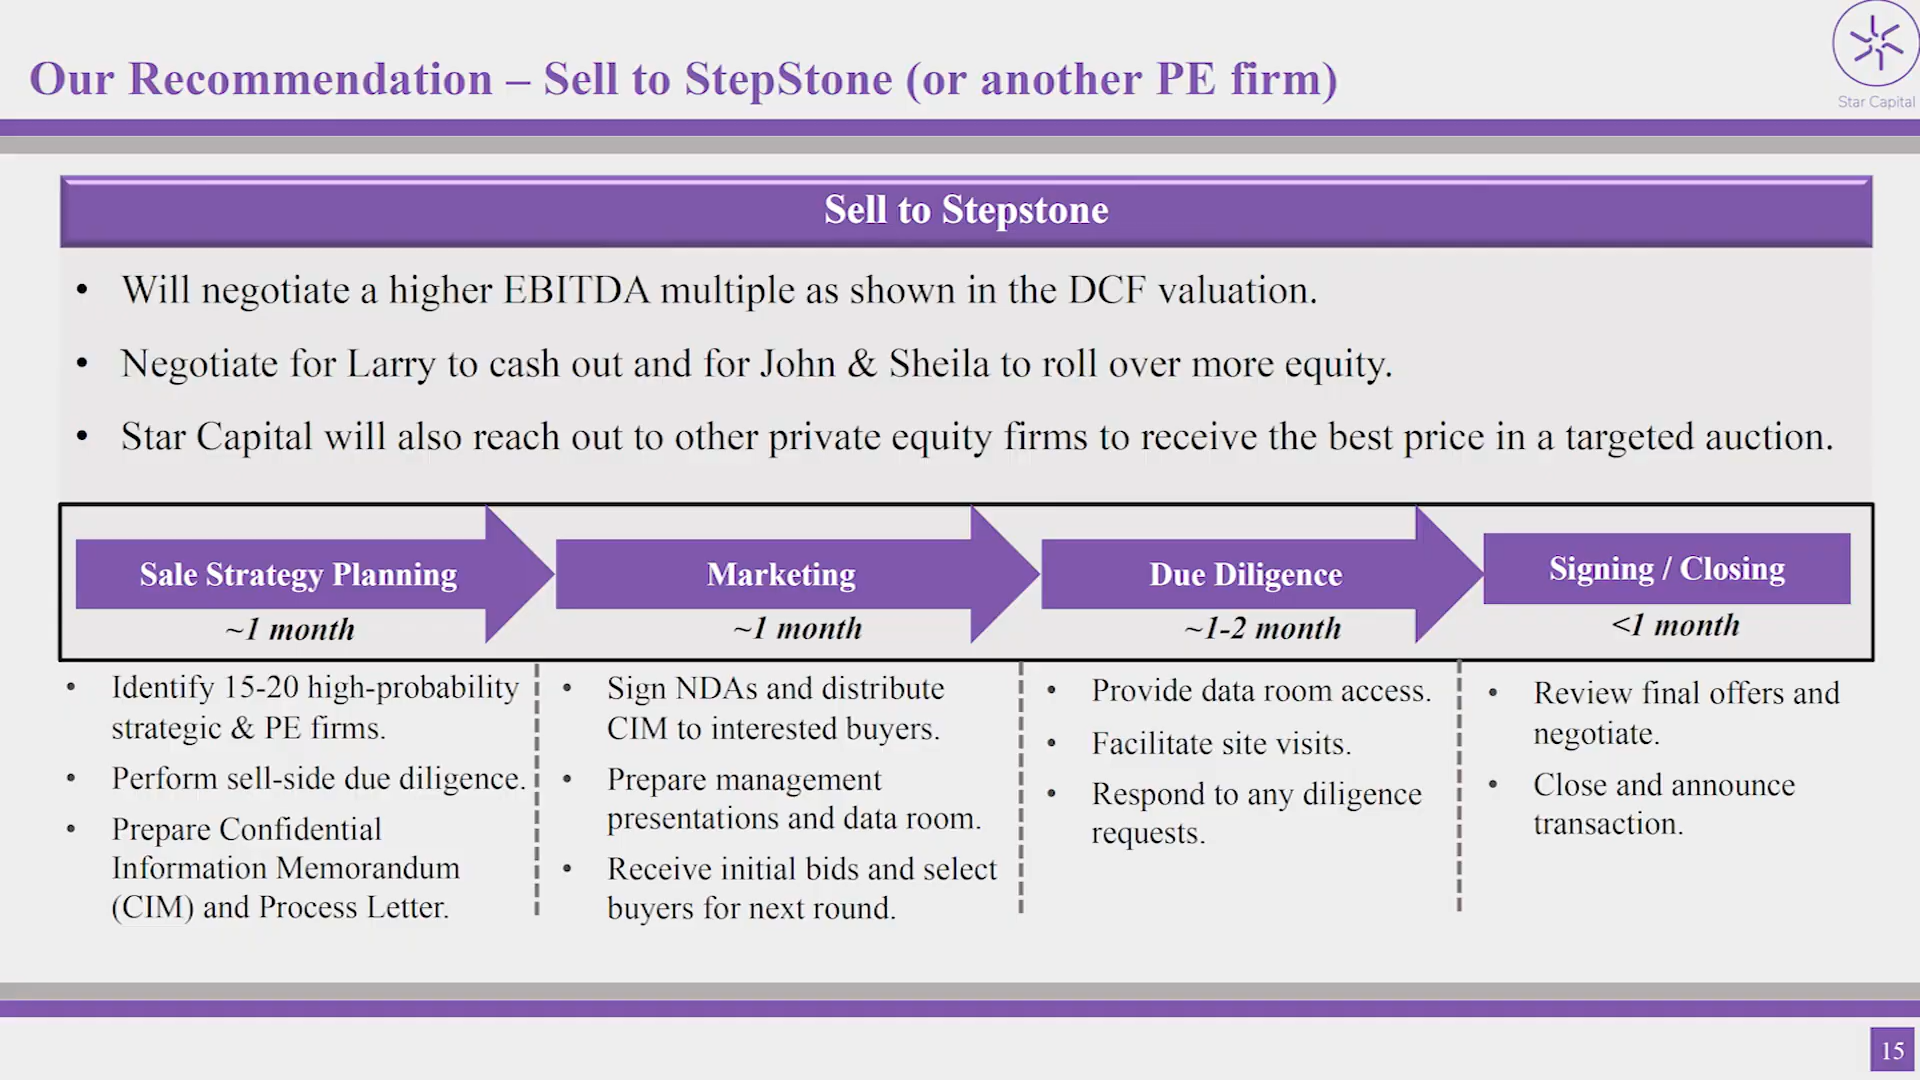 Our Recommendation – Sell to StepStone (or another PE firm)
Star Capital
Sell to Stepstone
• Will negotiate a higher EBITDA multiple as shown in the DCF valuation.
• Negotiate for Larry to cash out and for John & Sheila to roll over more equity.
• Star Capital will also reach out to other private equity firms to receive the best price in a targeted auction.
Sale Strategy Planning
~1 month
Marketing
~1 month
Due Diligence
~1-2 month
Signing / Closing
<1 month
• Identify 15-20 high-probability
strategic & PE firms.
• Perform sell-side due diligence.
• Prepare Confidential
Information Memorandum
(CIM) and Process Letter.
• Sign NDAs and distribute
CIM to interested buyers.
• Prepare management
presentations and data room.
• Receive initial bids and select
buyers for next round.
• Provide data room access.
• Facilitate site visits.
• Respond to any diligence
requests.
• Review final offers and
negotiate.
• Close and announce
transaction.
15